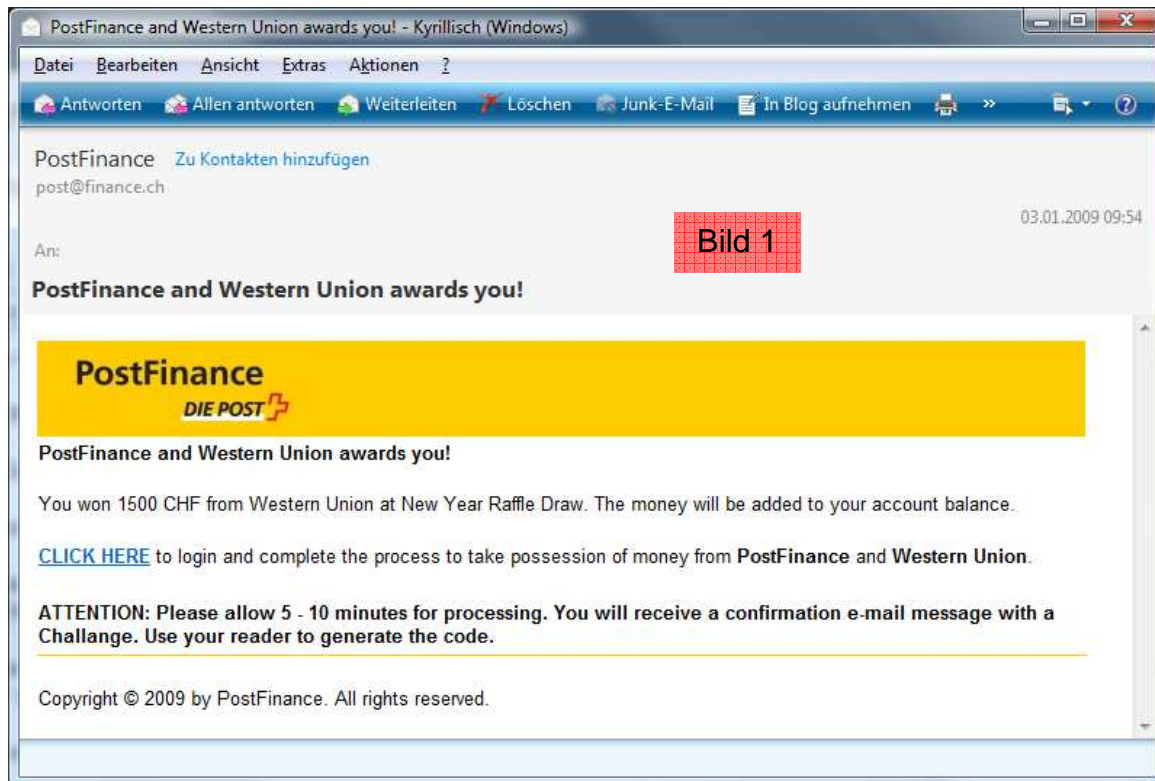 PostFinance and Western Union awards you! - Kyrillisch (Windows)
Datei Bearbeiten Ansicht Extras Aktionen ?
Antworten Allen antworten Weiterleiten Löschen Junk-E-Mail In Blog aufnehmen »
PostFinance Zu Kontakten hinzufügen
post@finance.ch
03.01.2009 09:54
Bild 1
An:
PostFinance and Western Union awards you!
PostFinance
DIE POST
PostFinance and Western Union awards you!
You won 1500 CHF from Western Union at New Year Raffle Draw. The money will be added to your account balance.
CLICK HERE to login and complete the process to take possession of money from PostFinance and Western Union.
ATTENTION: Please allow 5 - 10 minutes for processing. You will receive a confirmation e-mail message with a
Challange. Use your reader to generate the code.
Copyright © 2009 by PostFinance. All rights reserved.